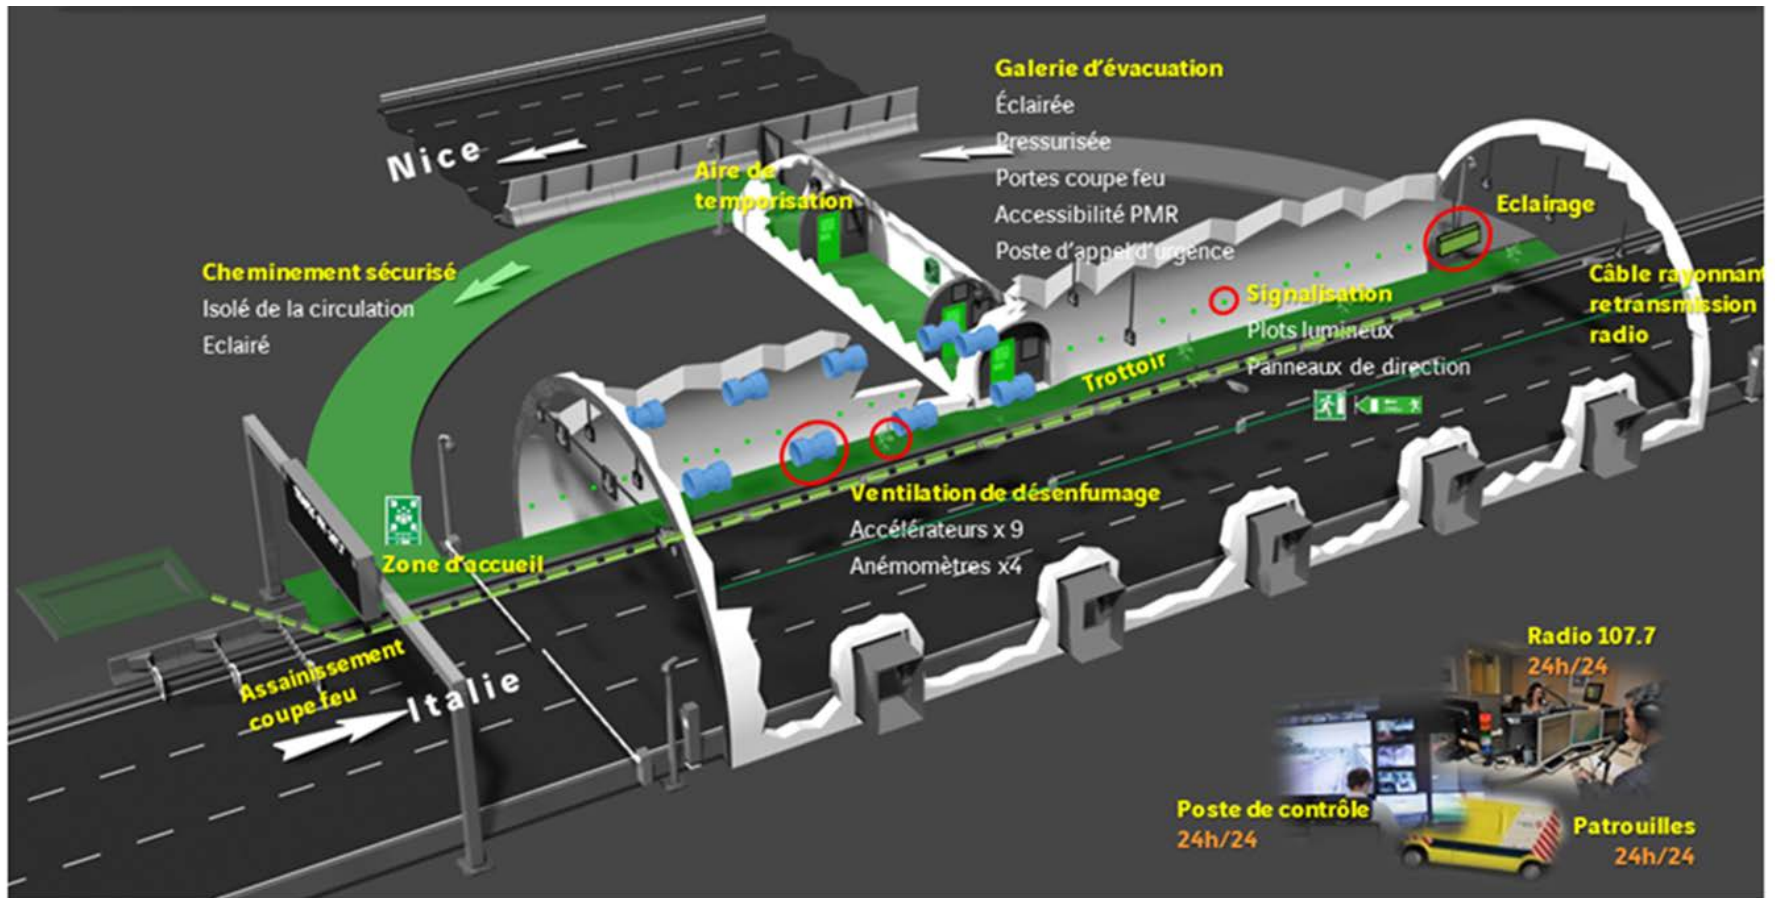 Galerie d'évacuation
Éclairée
Pressurisée
Portes coupe feu
Accessibilité PMR
Poste d'appel d'urgence
Nice
Aire de
temporisation
Eclairage
Cheminement sécurisé
Isolé de la circulation
Eclairé
Câble rayonnant
retransmission
radio
Signalisation
Plots lumineux
Panneaux de direction
Trottoir
Ventilation de désenfumage
Accélérateurs x 9
Anémomètres x4
Zone d'accueil
Assainissement
coupe feu
Italie
Radio 107.7
24h/24
Poste de contrôle
24h/24
Patrouilles
24h/24